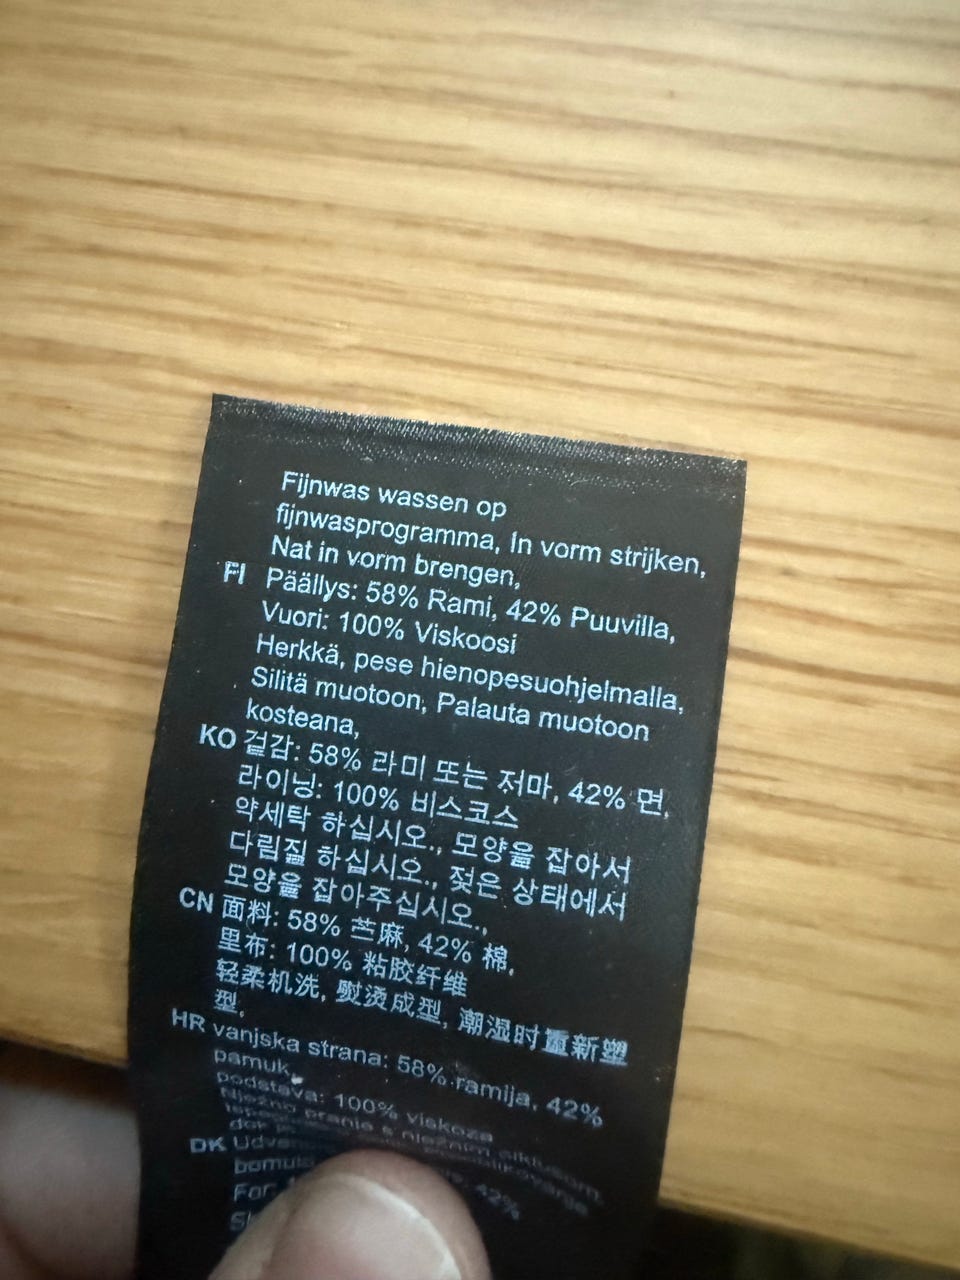 Fijnwas wassen op
fijnwasprogramma, In vorm strijken,
Nat in vorm brengen,
FI Päällys: 58% Rami, 42% Puuvilla,
Vuori: 100% Viskoosi
Herkkä, pese hienopesuohjelmalla,
Silitä muotoon, Palauta muotoon
kosteana,
KO 겉감: 58% 라미 또는 저마, 42% 면,
라이닝: 100% 비스코스
약세탁 하십시오., 모양을 잡아서
다림질 하십시오., 젖은 상태에서
모양을 잡아주십시오.,
CN 面料: 58% 苎麻, 42% 棉,
里布: 100% 粘胶纤维
轻柔机洗, 熨烫成型, 潮湿时重新塑
型,
HR vanjska strana: 58% ramija, 42%
pamuk,
podstava: 100% viskoza
Nježno pranje s nježnim ciklusom,
DK
42%